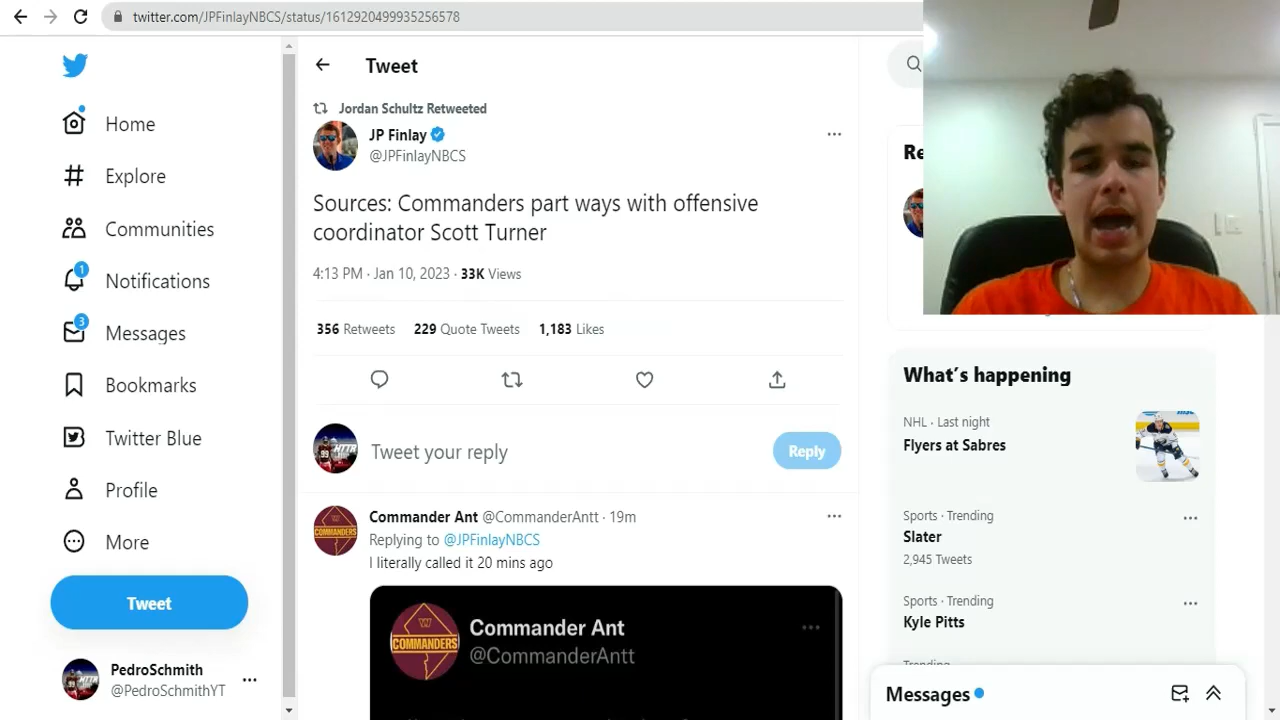 twitter.com/JPFinlayNBCS/status/1612920499935256578
Home
Explore
Communities
1
Notifications
3
Messages
Bookmarks
Twitter Blue
Profile
More
Tweet
PedroSchmith
@PedroSchmithYT
Tweet
Jordan Schultz Retweeted
JP Finlay
@JPFinlayNBCS
Sources: Commanders part ways with offensive
coordinator Scott Turner
4:13 PM · Jan 10, 2023 · 33K Views
356 Retweets 229 Quote Tweets 1,183 Likes
Tweet your reply
Reply
Commander Ant @CommanderAntt · 19m
Replying to @JPFinlayNBCS
I literally called it 20 mins ago
COMMANDERS
Commander Ant
@CommanderAntt
Re
What's happening
NHL · Last night
Flyers at Sabres
Sports · Trending
Slater
2,945 Tweets
Sports · Trending
Kyle Pitts
Messages